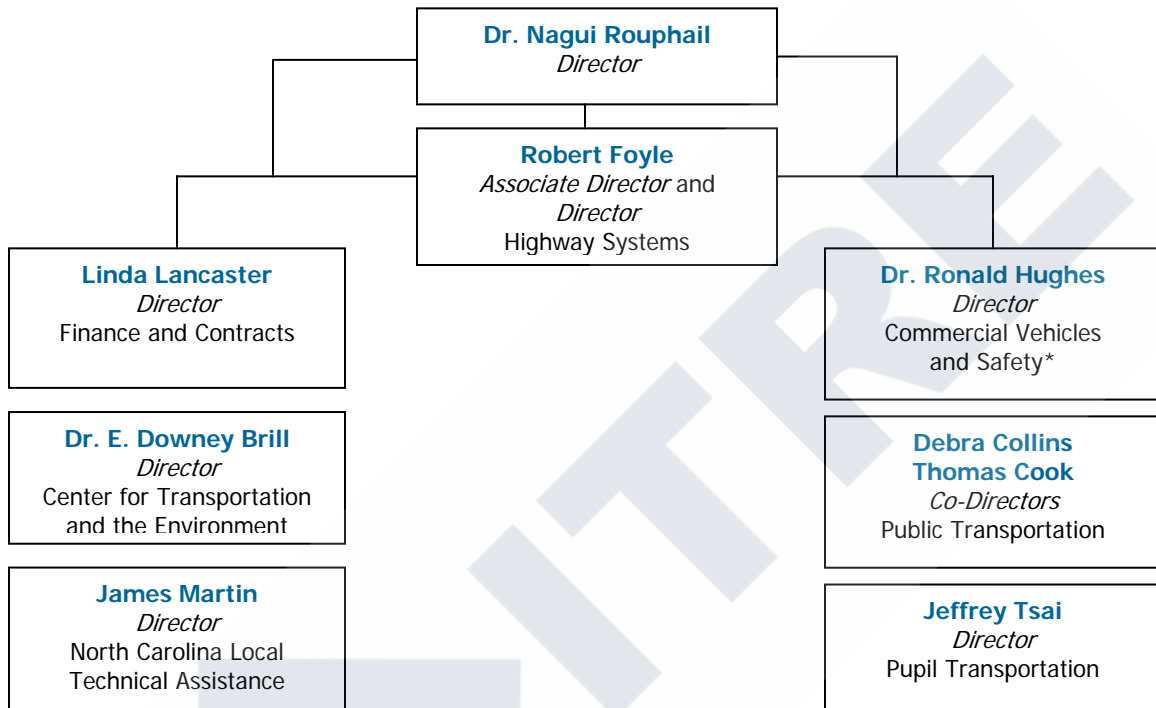 Dr. Nagui Rouphail
Director
Robert Foyle
Associate Director and
Director
Highway Systems
Linda Lancaster
Director
Finance and Contracts
Dr. E. Downey Brill
Director
Center for Transportation
and the Environment
James Martin
Director
North Carolina Local
Technical Assistance
Dr. Ronald Hughes
Director
Commercial Vehicles
and Safety*
Debra Collins
Thomas Cook
Co-Directors
Public Transportation
Jeffrey Tsai
Director
Pupil Transportation
ITRE